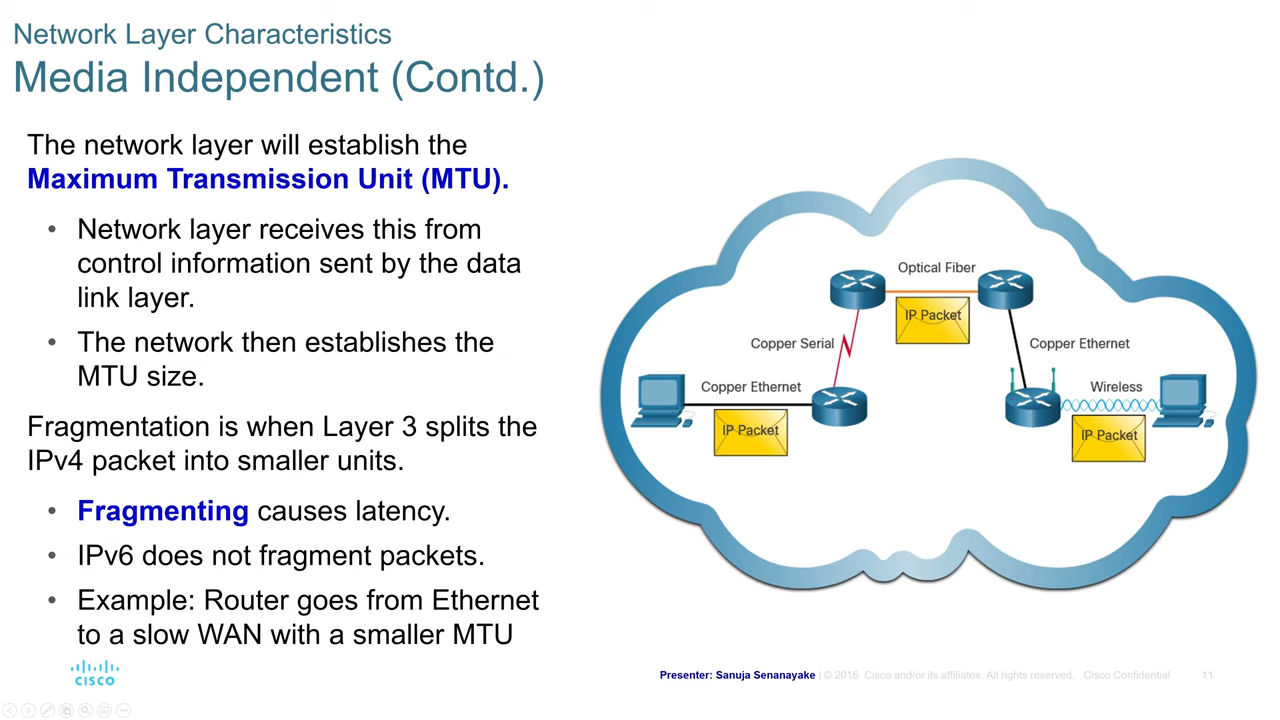 Network Layer Characteristics
Media Independent (Contd.)
The network layer will establish the
Maximum Transmission Unit (MTU).
• Network layer receives this from
control information sent by the data
link layer.
• The network then establishes the
MTU size.
Fragmentation is when Layer 3 splits the
IPv4 packet into smaller units.
• Fragmenting causes latency.
• IPv6 does not fragment packets.
• Example: Router goes from Ethernet
to a slow WAN with a smaller MTU
Optical Fiber
IP Packet
Copper Serial
Copper Ethernet
Copper Ethernet
Wireless
IP Packet
IP Packet
CISCO
Presenter: Sanuja Senanayake | © 2016 Cisco and/or its affiliates. All rights reserved. Cisco Confidential 11